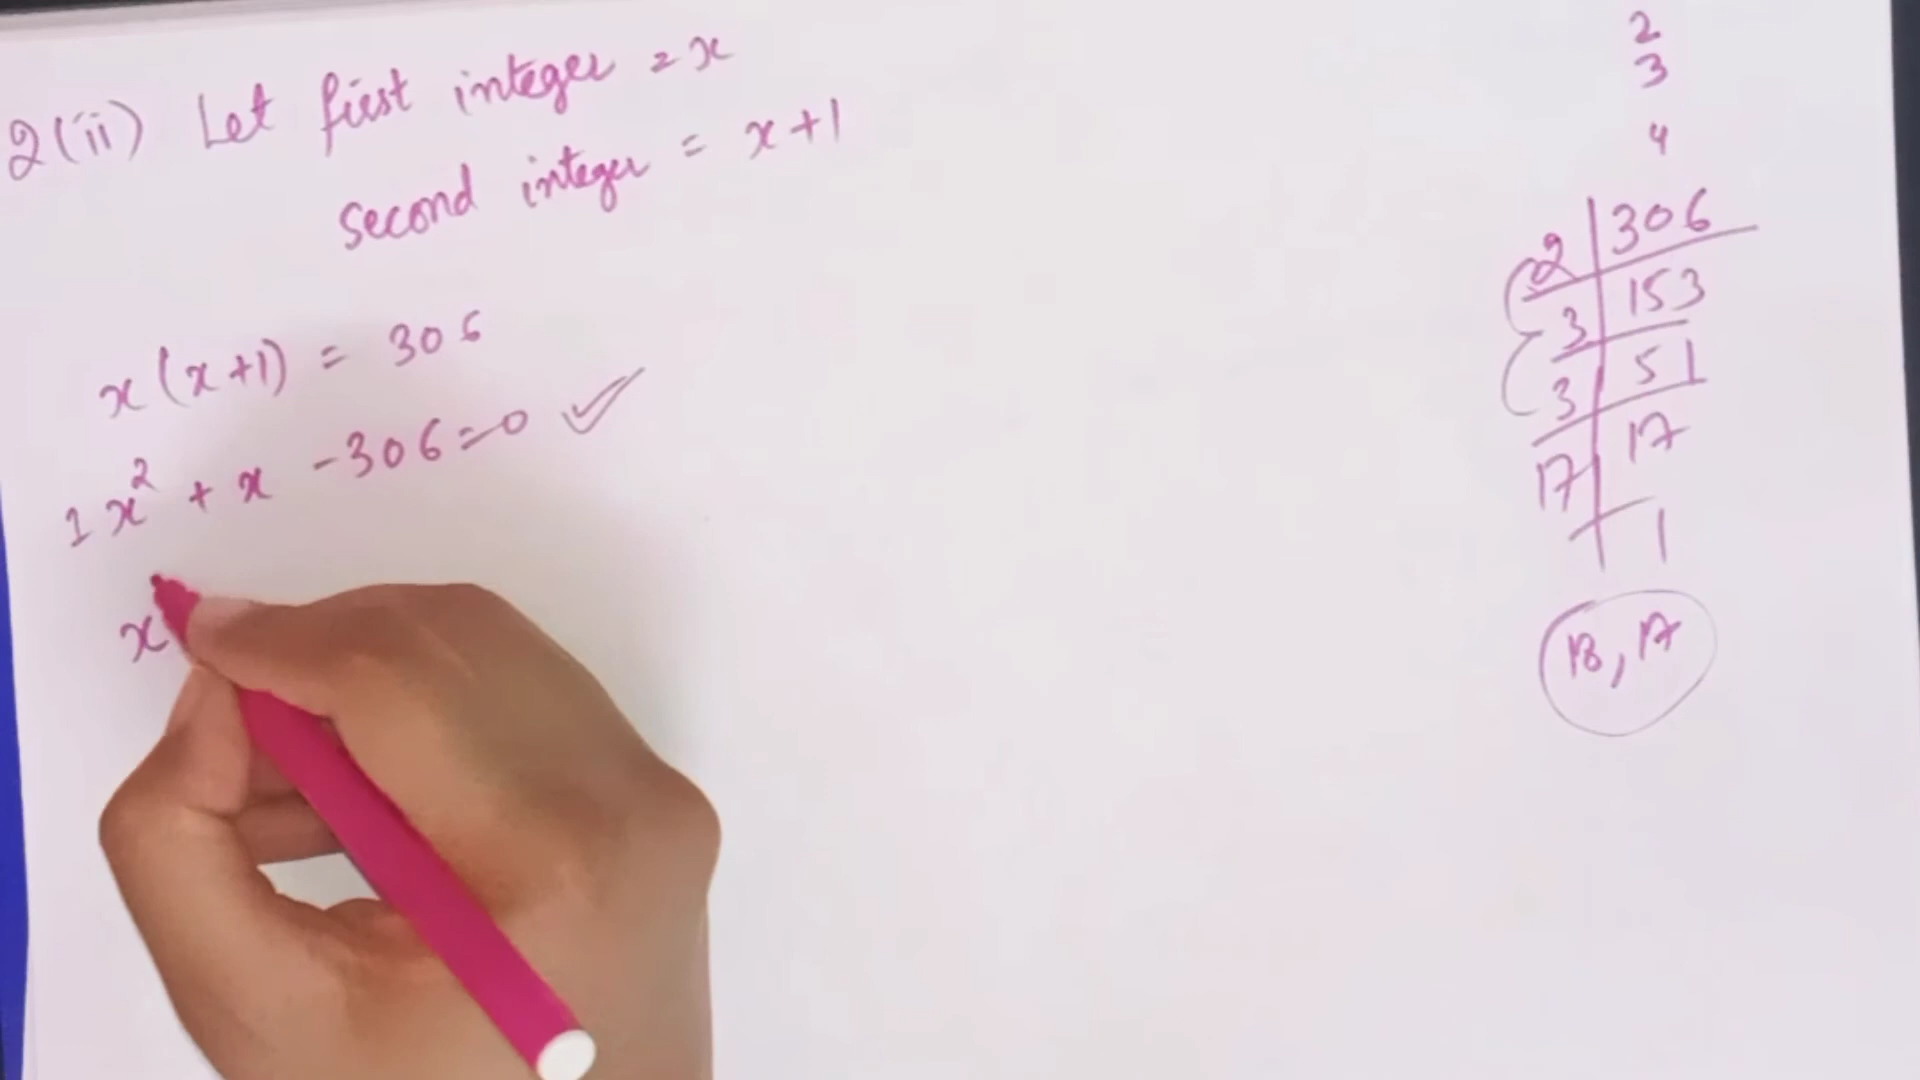 2(ii) Let first integer = x
second integer = x+1
x(x+1) = 306
1x² + x - 306=0 ✓
x
2
3
4
2 | 306
3 | 153
3 | 51
17 | 17
1
18, 17